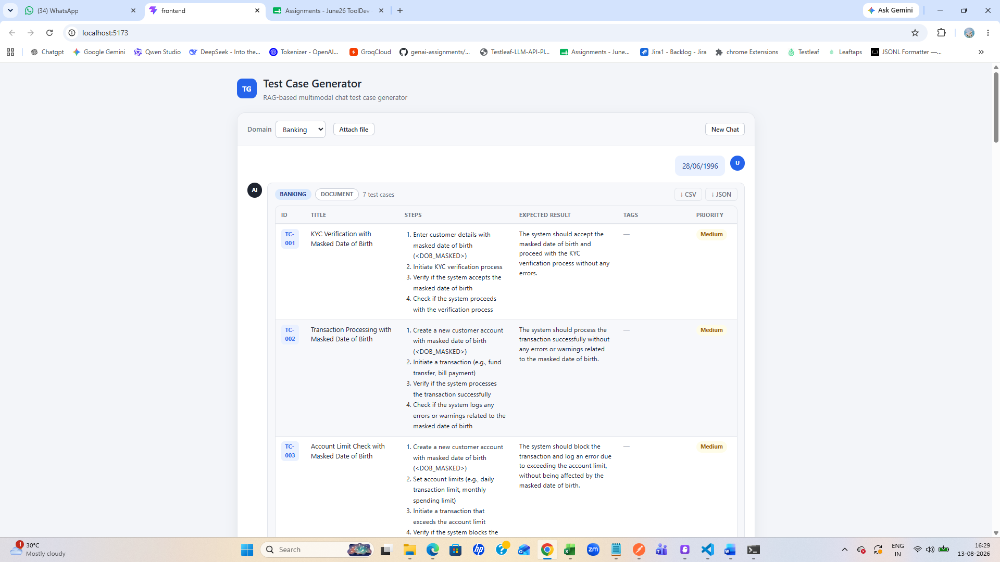 (34) WhatsApp
frontend
Assignments - June26 ToolDev
Ask Gemini
localhost:5173
Chatgpt
Google Gemini
Qwen Studio
DeepSeek - Into the...
Tokenizer - OpenAI...
GroqCloud
genai-assignments/...
Testleaf-LLM-API-Pl...
Assignments - June...
Jira1 - Backlog - Jira
chrome Extensions
Testleaf
Leaftaps
JSONL Formatter —...
TG
Test Case Generator
RAG-based multimodal chat test case generator
Domain
Banking
Attach file
New Chat
28/06/1996
U
AI
BANKING
DOCUMENT
7 test cases
↓ CSV
↓ JSON
ID
TITLE
STEPS
EXPECTED RESULT
TAGS
PRIORITY
TC-
001
KYC Verification with
Masked Date of Birth
1. Enter customer details with
masked date of birth
(<DOB_MASKED>)
2. Initiate KYC verification process
3. Verify if the system accepts the
masked date of birth
4. Check if the system proceeds
with the verification process
The system should accept the
masked date of birth and
proceed with the KYC
verification process without any
errors.
—
Medium
TC-
002
Transaction Processing with
Masked Date of Birth
1. Create a new customer account
with masked date of birth
(<DOB_MASKED>)
2. Initiate a transaction (e.g., fund
transfer, bill payment)
3. Verify if the system processes
the transaction successfully
4. Check if the system logs any
errors or warnings related to the
masked date of birth
The system should process the
transaction successfully without
any errors or warnings related
to the masked date of birth.
—
Medium
TC-
003
Account Limit Check with
Masked Date of Birth
1. Create a new customer account
with masked date of birth
(<DOB_MASKED>)
2. Set account limits (e.g., daily
transaction limit, monthly
spending limit)
3. Initiate a transaction that
exceeds the account limit
4. Verify if the system blocks the
The system should block the
transaction and log an error due
to exceeding the account limit,
without being affected by the
masked date of birth.
—
Medium
1
30°C
Mostly cloudy
Search
hp
zm
ENG
IN
16:29
13-08-2026